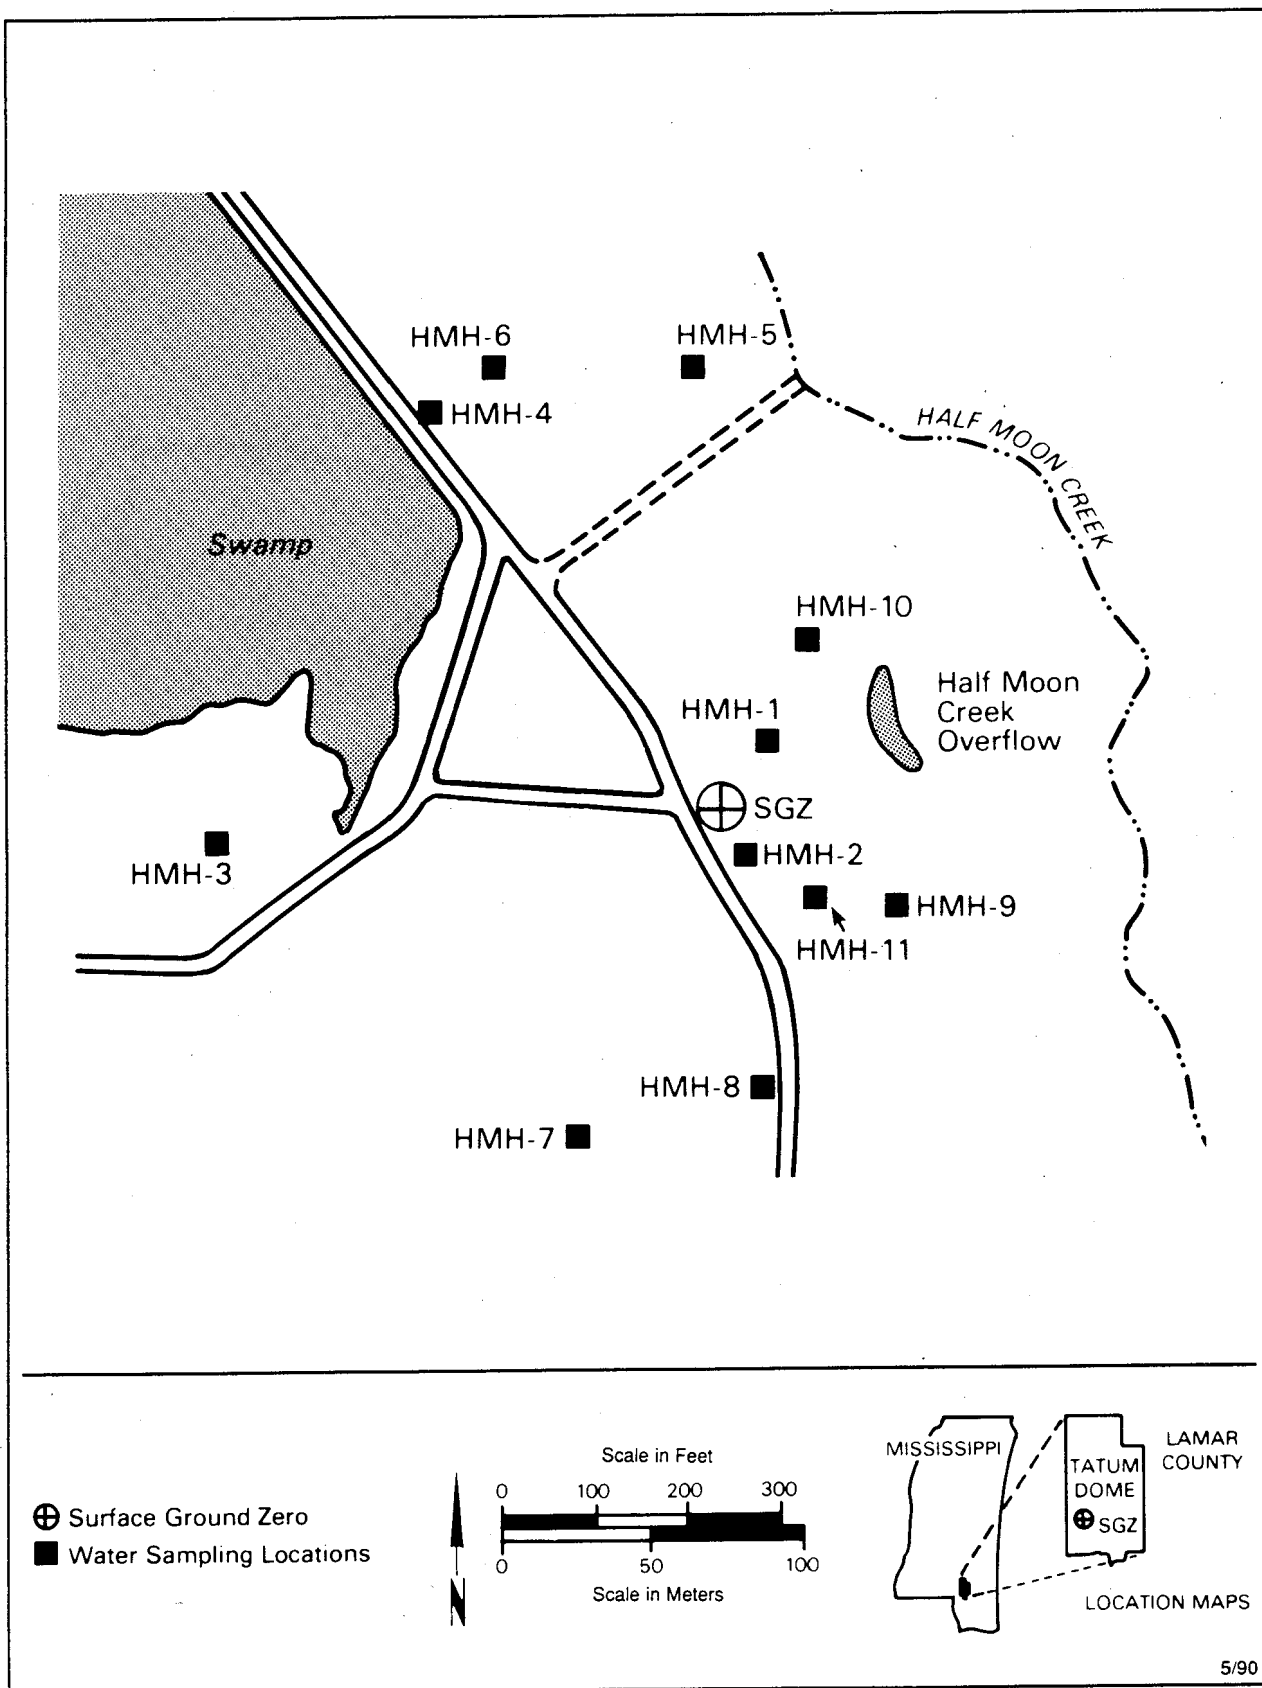 HMH-6
HMH-5
HMH-4
HALF MOON CREEK
Swamp
HMH-10
Half Moon
Creek
Overflow
HMH-1
SGZ
HMH-2
HMH-3
HMH-9
HMH-11
HMH-8
HMH-7
Surface Ground Zero
Water Sampling Locations
N
Scale in Feet
0 100 200 300
0 50 100
Scale in Meters
MISSISSIPPI
LAMAR
COUNTY
TATUM
DOME
SGZ
LOCATION MAPS
5/90